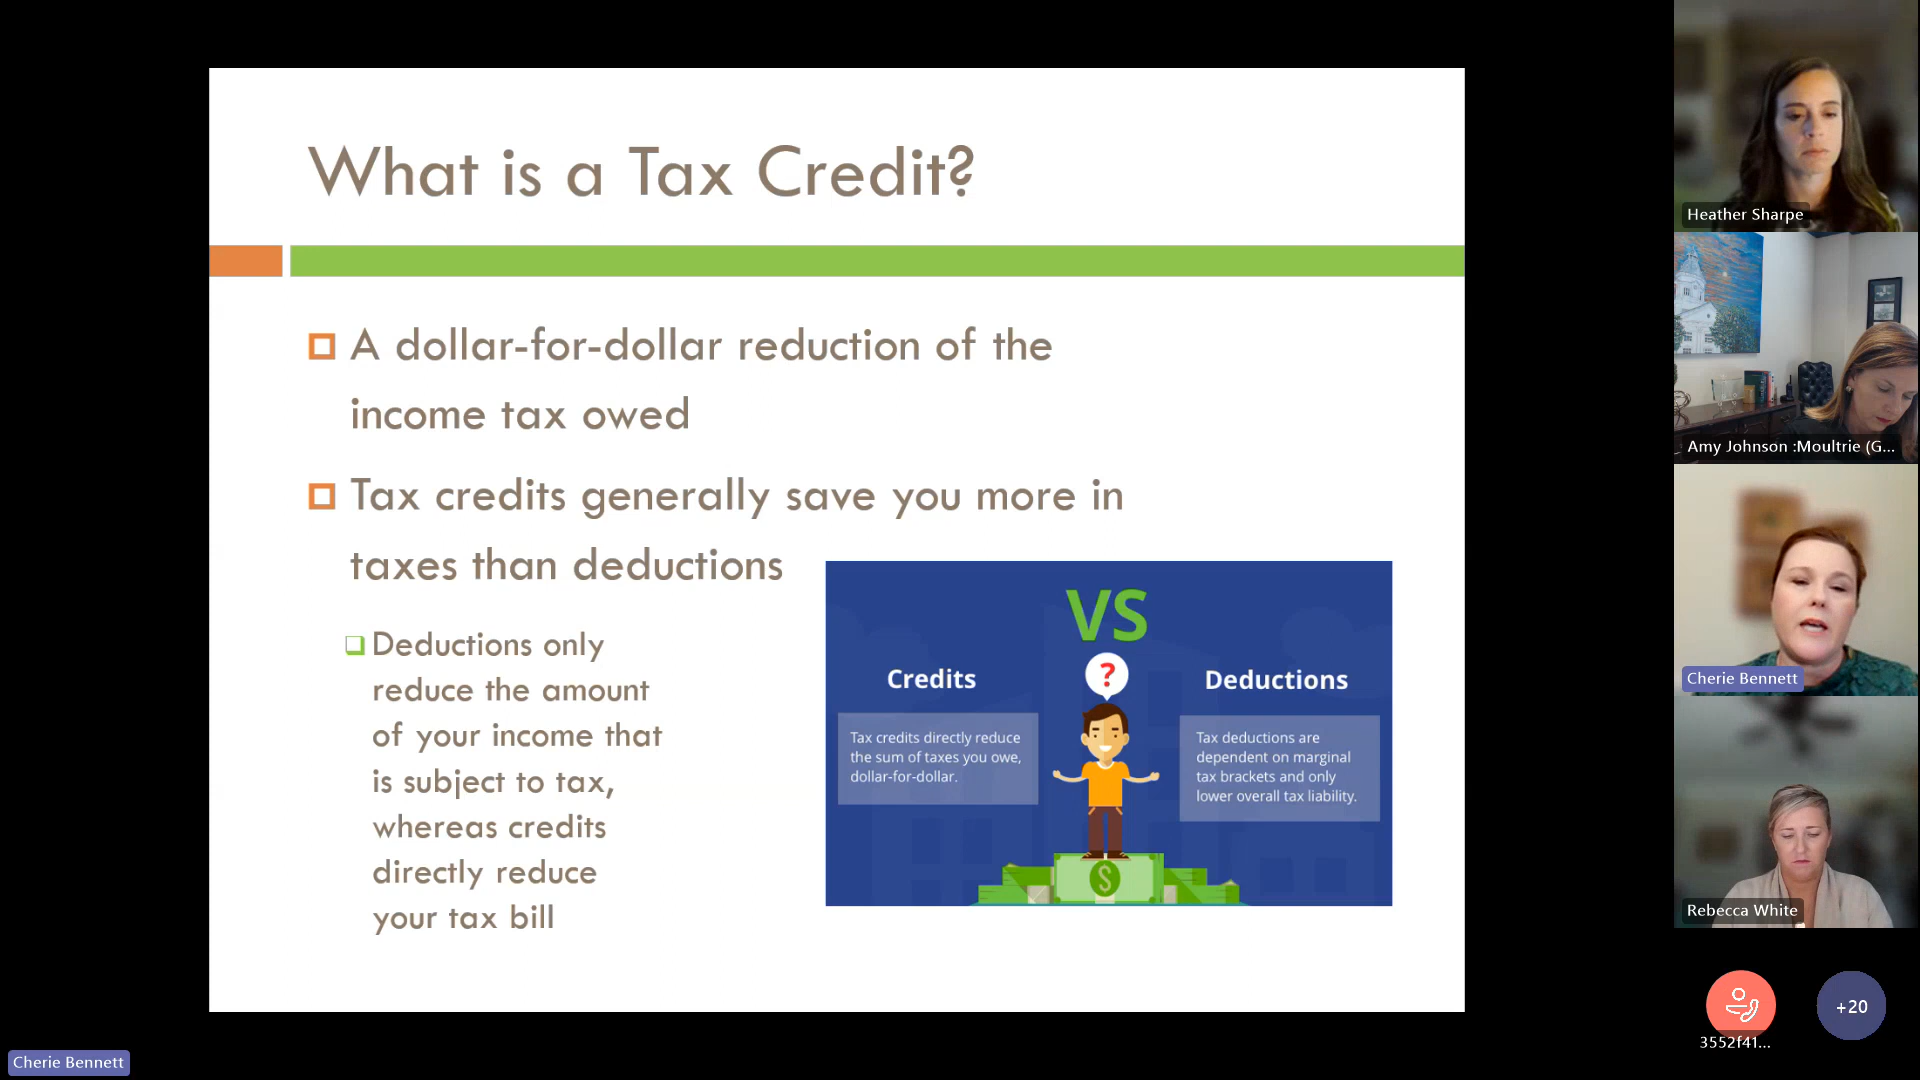 What is a Tax Credit?
A dollar-for-dollar reduction of the
income tax owed
Tax credits generally save you more in
taxes than deductions
Deductions only
reduce the amount
of your income that
is subject to tax,
whereas credits
directly reduce
your tax bill
VS
?
Credits
Tax credits directly reduce
the sum of taxes you owe,
dollar-for-dollar.
Deductions
Tax deductions are
dependent on marginal
tax brackets and only
lower overall tax liability.
$
Heather Sharpe
Amy Johnson :Moultrie (G...
Cherie Bennett
Rebecca White
3552f41...
+20
Cherie Bennett